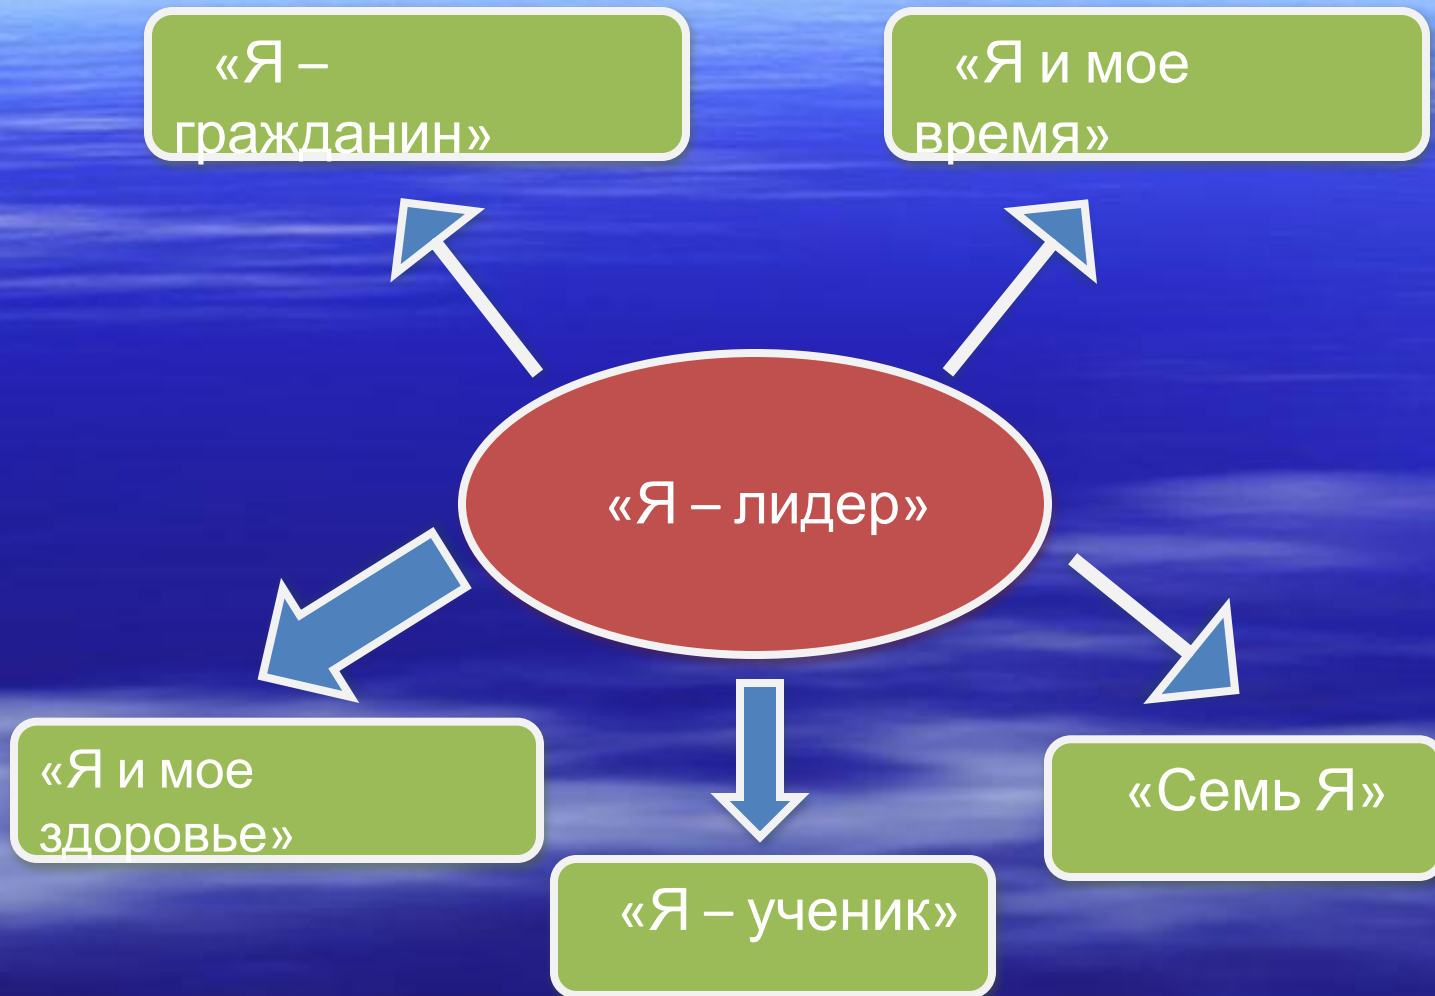 «Я –
гражданин»
«Я и мое
время»
«Я – лидер»
«Я и мое
здоровье»
«Семь Я»
«Я – ученик»